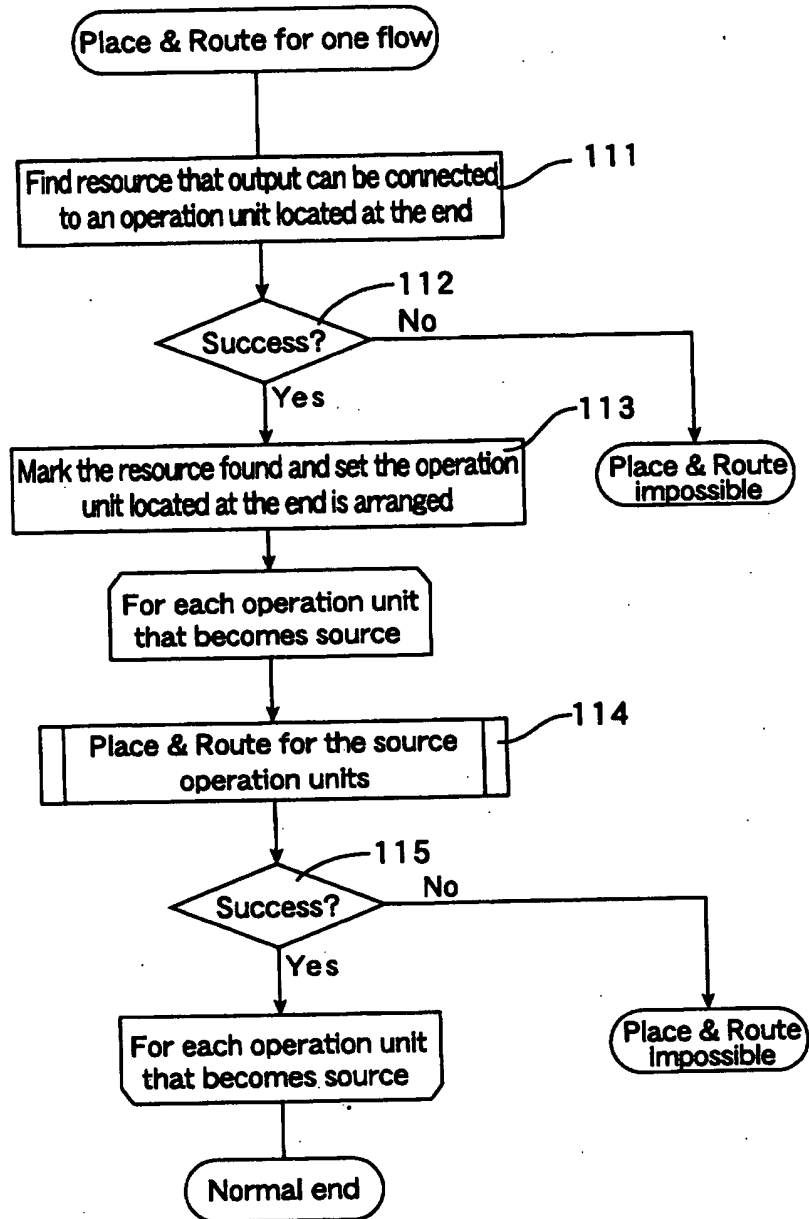 Place & Route for one flow
111
Find resource that output can be connected
to an operation unit located at the end
112
Success?
No
Yes
113
Mark the resource found and set the operation
unit located at the end is arranged
Place & Route
impossible
For each operation unit
that becomes source
114
Place & Route for the source
operation units
115
Success?
No
Yes
For each operation unit
that becomes source
Place & Route
impossible
Normal end